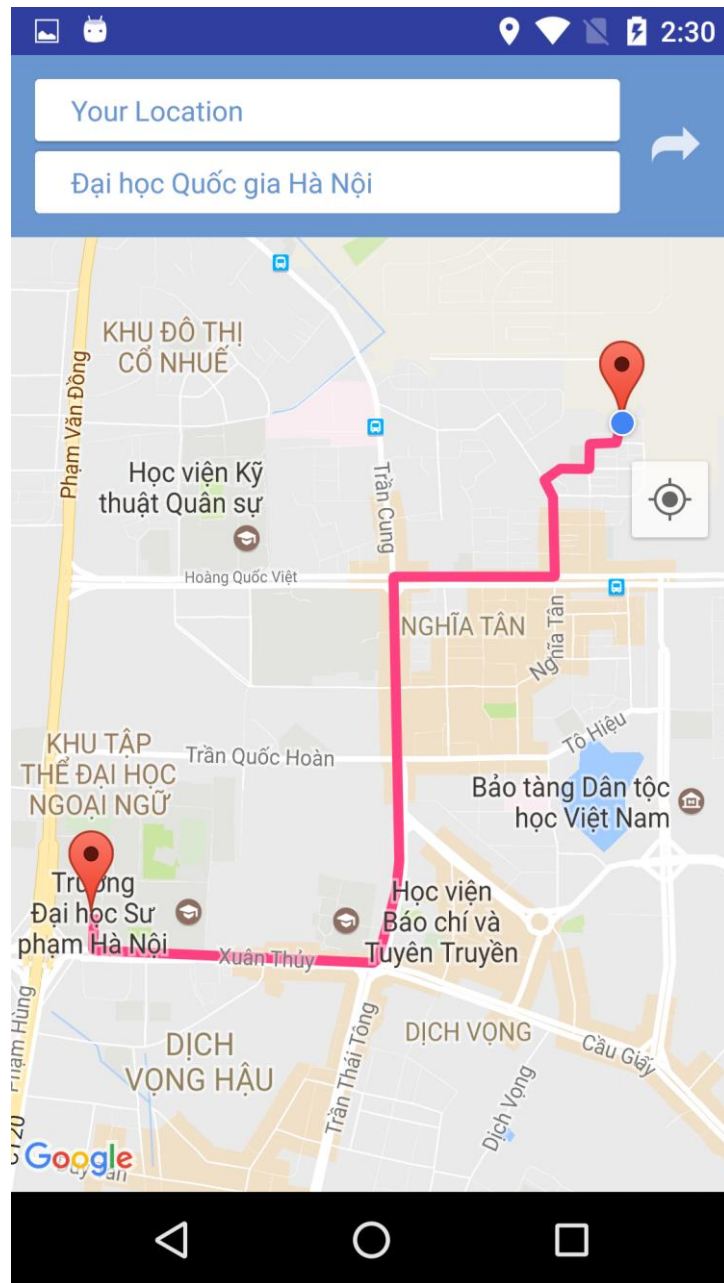 2:30
Your Location
Đại học Quốc gia Hà Nội
KHU ĐÔ THỊ
CỔ NHUẾ
Phạm Văn Đồng
Học viện Kỹ
thuật Quân sự
Trần Cung
Hoàng Quốc Việt
NGHĨA TÂN
Nghĩa Tân
Tô Hiệu
KHU TẬP
THỂ ĐẠI HỌC
NGOẠI NGỮ
Trần Quốc Hoàn
Bảo tàng Dân tộc
học Việt Nam
Trường
Đại học Sư
phạm Hà Nội
Học viện
Báo chí và
Tuyên Truyền
Xuân Thủy
Phạm Hùng
DỊCH
VỌNG HẬU
Trần Thái Tông
DỊCH VỌNG
Cầu Giấy
Dịch Vọng
Google